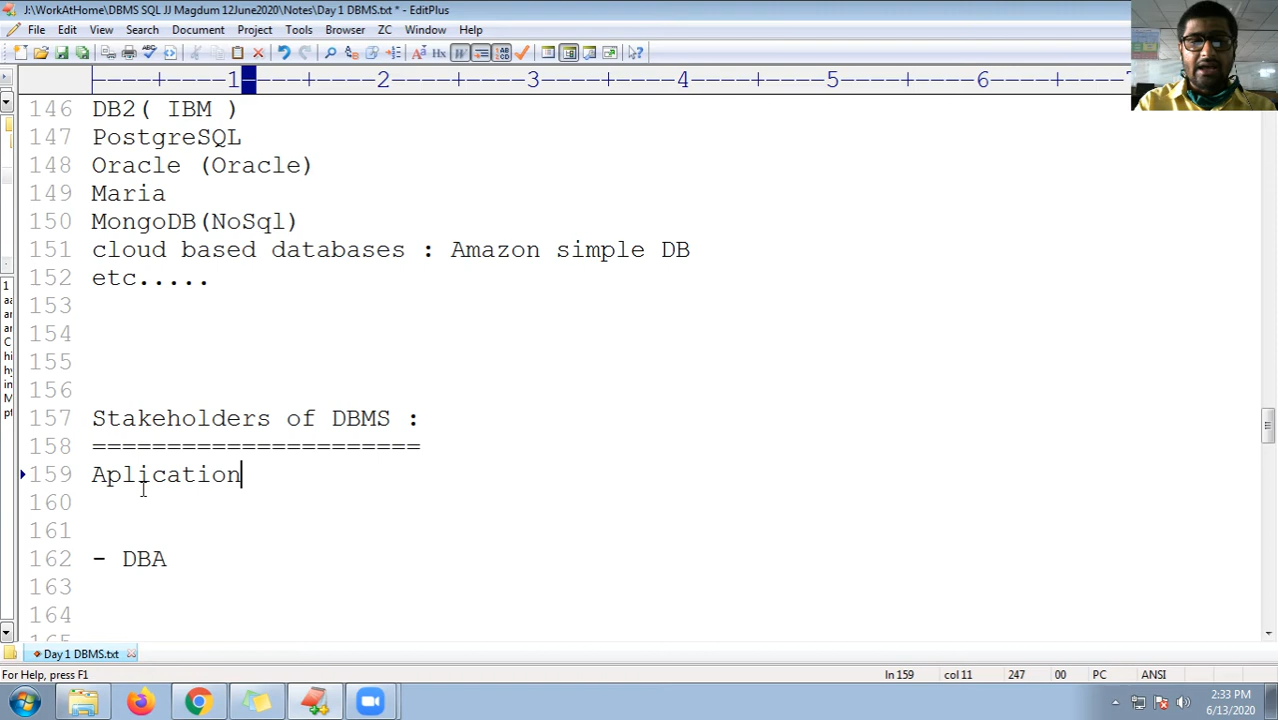 J:\WorkAtHome\DBMS SQL JJ Magdum 12June2020\Notes\Day 1 DBMS.txt * - EditPlus
File Edit View Search Document Project Tools Browser ZC Window Help
----+----1----+----2----+----3----+----4----+----5----+----6----+----7
146 DB2( IBM )
147 PostgreSQL
148 Oracle (Oracle)
149 Maria
150 MongoDB(NoSql)
151 cloud based databases : Amazon simple DB
152 etc.....
153
154
155
156
157 Stakeholders of DBMS :
158 ======================
159 Aplication
160
161
162 - DBA
163
164
165
Day 1 DBMS.txt
For Help, press F1 ln 159 col 11 247 00 PC ANSI
2:33 PM
6/13/2020